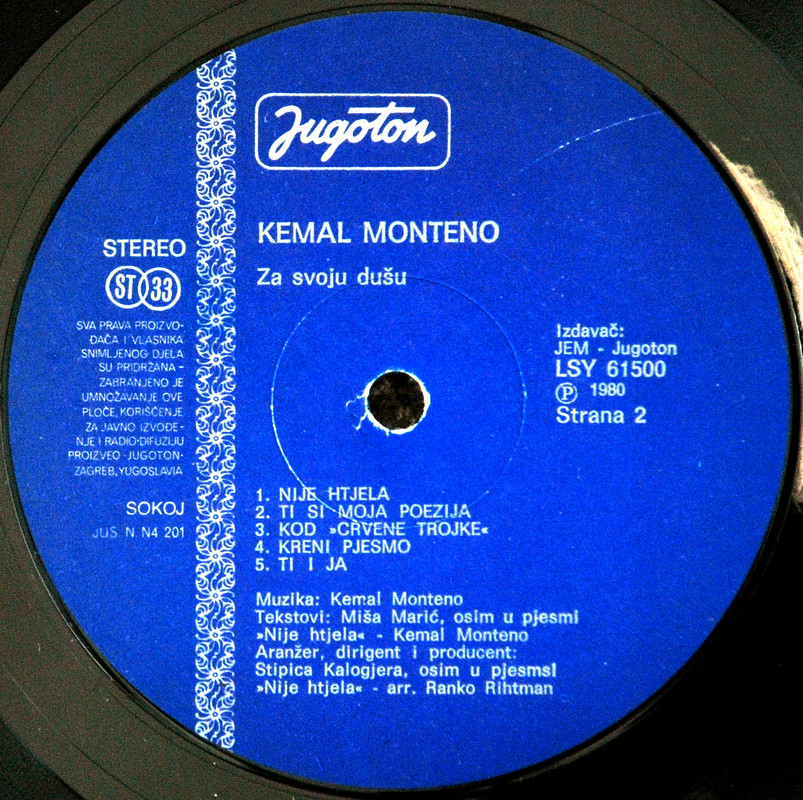 Jugoton
KEMAL MONTENO
Za svoju dušu
STEREO
ST 33
SVA PRAVA PROIZVO-
ĐAČA I VLASNIKA
SNIMLJENOG DJELA
SU PRIDRŽANA -
ZABRANJENO JE
UMNOŽAVANJE OVE
PLOČE, KORIŠĆENJE
ZA JAVNO IZVOĐE-
NJE I RADIO-DIFUZIJU
PROIZVEO -JUGOTON-
ZAGREB, YUGOSLAVIA
SOKOJ
JUS N. N4 201
Izdavač:
JEM - Jugoton
LSY 61500
Ⓟ 1980
Strana 2
1. NIJE HTJELA
2. TI SI MOJA POEZIJA
3. KOD »CRVENE TROJKE«
4. KRENI PJESMO
5. TI I JA
Muzika: Kemal Monteno
Tekstovi: Miša Marić, osim u pjesmi
»Nije htjela« - Kemal Monteno
Aranžer, dirigent i producent:
Stipica Kalogjera, osim u pjesmsi
»Nije htjela« - arr. Ranko Rihtman